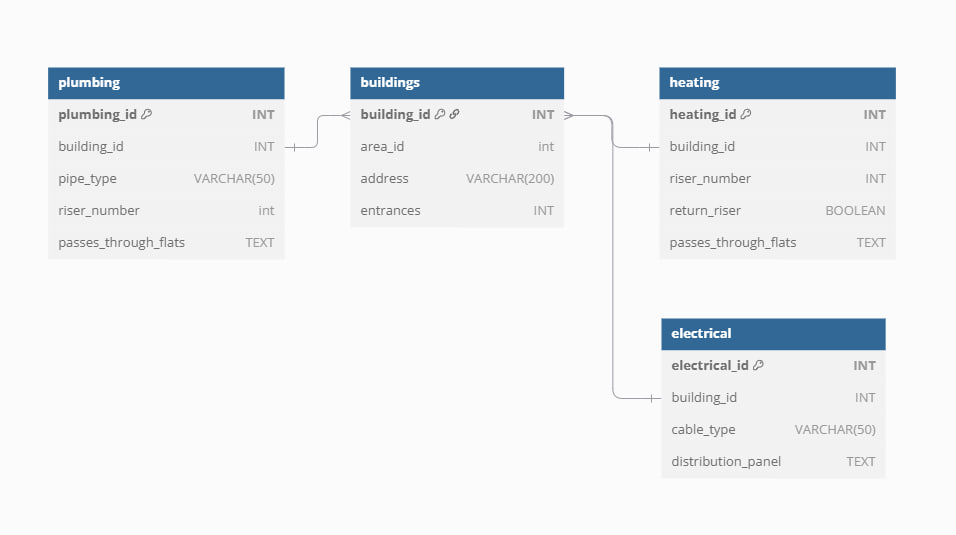 plumbing
plumbing_id INT
building_id INT
pipe_type VARCHAR(50)
riser_number int
passes_through_flats TEXT
buildings
building_id INT
area_id int
address VARCHAR(200)
entrances INT
heating
heating_id INT
building_id INT
riser_number INT
return_riser BOOLEAN
passes_through_flats TEXT
electrical
electrical_id INT
building_id INT
cable_type VARCHAR(50)
distribution_panel TEXT